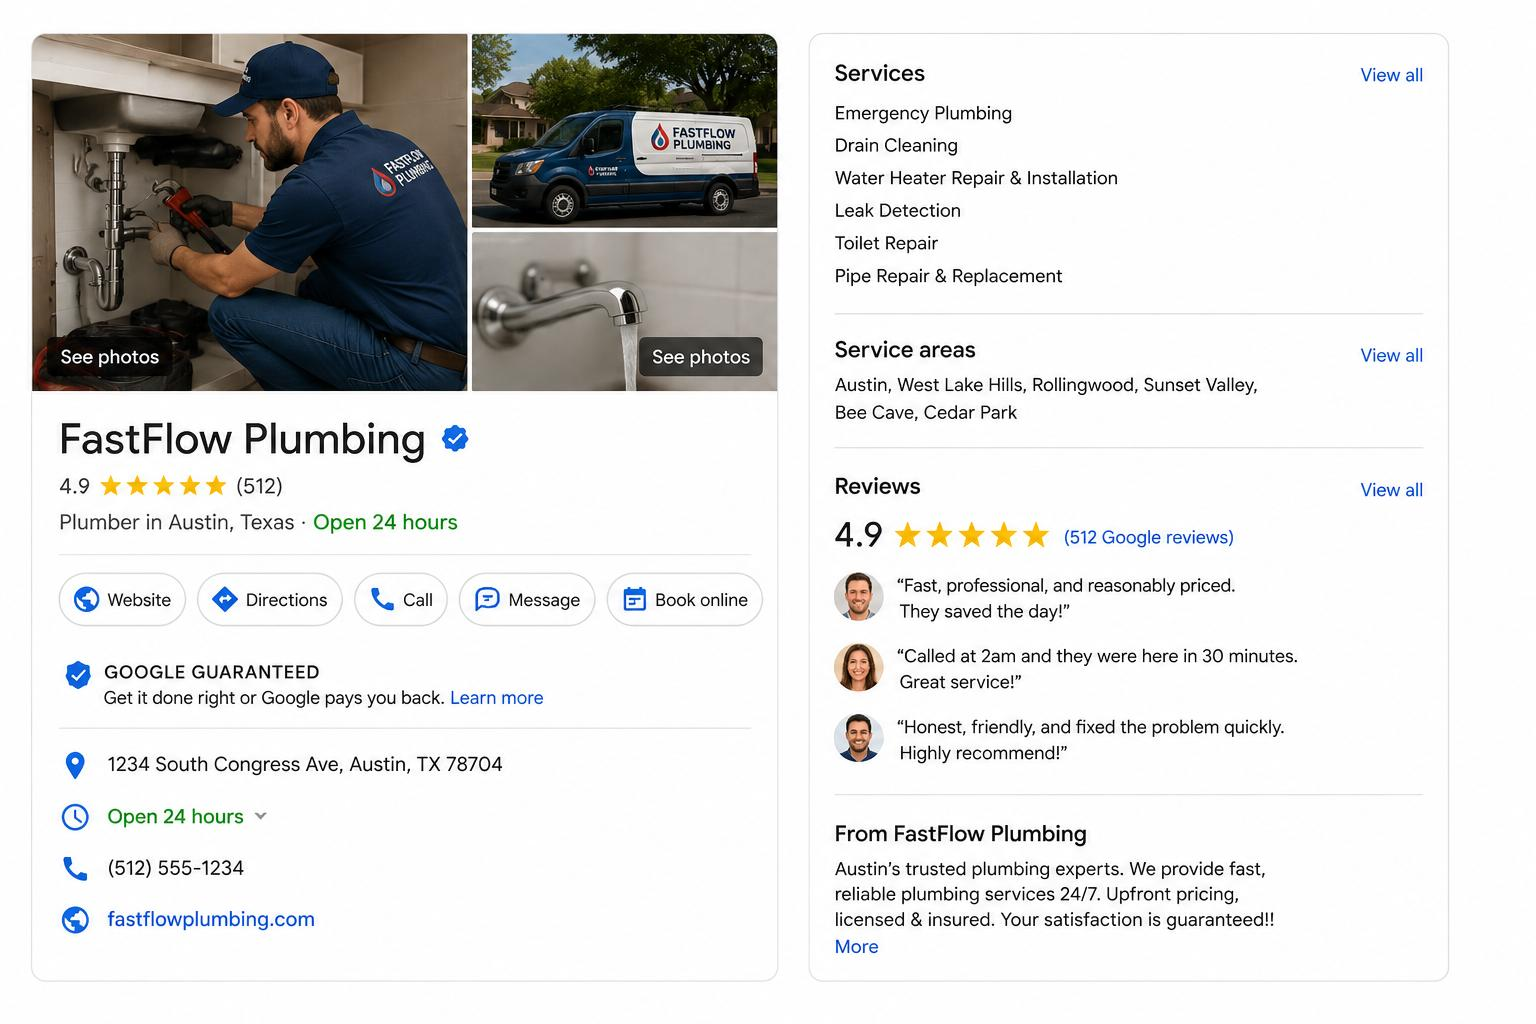 FASTFLOW
PLUMBING
FASTFLOW
PLUMBING
See photos
See photos
FastFlow Plumbing
4.9 (512)
Plumber in Austin, Texas · Open 24 hours
Website
Directions
Call
Message
Book online
GOOGLE GUARANTEED
Get it done right or Google pays you back. Learn more
1234 South Congress Ave, Austin, TX 78704
Open 24 hours
(512) 555-1234
fastflowplumbing.com
Services
View all
Emergency Plumbing
Drain Cleaning
Water Heater Repair & Installation
Leak Detection
Toilet Repair
Pipe Repair & Replacement
Service areas
View all
Austin, West Lake Hills, Rollingwood, Sunset Valley,
Bee Cave, Cedar Park
Reviews
View all
4.9 (512 Google reviews)
“Fast, professional, and reasonably priced.
They saved the day!”
“Called at 2am and they were here in 30 minutes.
Great service!”
“Honest, friendly, and fixed the problem quickly.
Highly recommend!”
From FastFlow Plumbing
Austin’s trusted plumbing experts. We provide fast,
reliable plumbing services 24/7. Upfront pricing,
licensed & insured. Your satisfaction is guaranteed!!
More